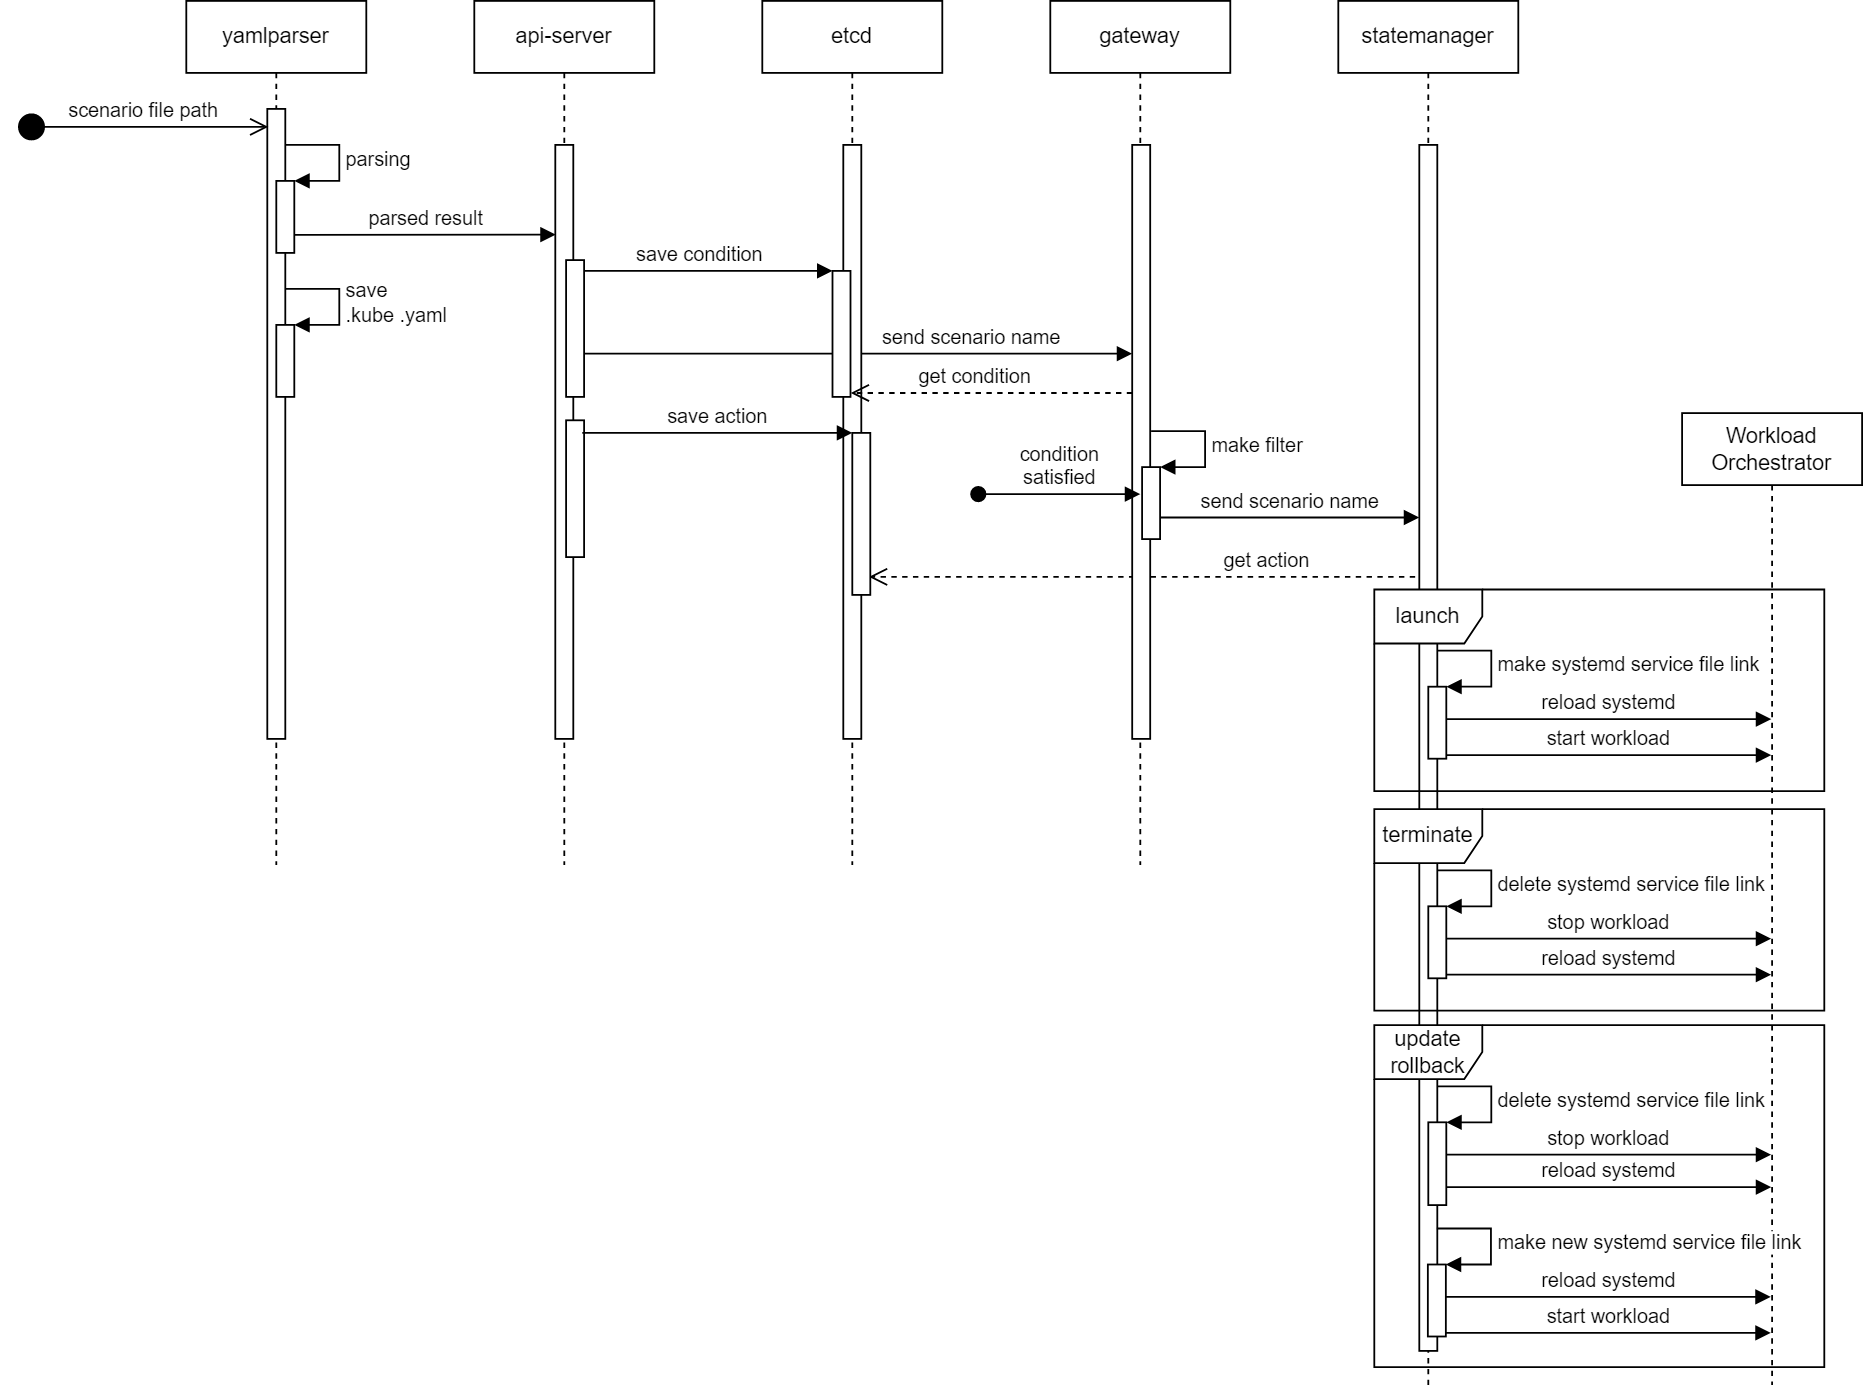 yamlparser
api-server
etcd
gateway
statemanager
scenario file path
parsing
parsed result
save condition
save
.kube .yaml
send scenario name
get condition
save action
make filter
condition
satisfied
Workload
Orchestrator
send scenario name
get action
launch
make systemd service file link
reload systemd
start workload
terminate
delete systemd service file link
stop workload
reload systemd
update
rollback
delete systemd service file link
stop workload
reload systemd
make new systemd service file link
reload systemd
start workload